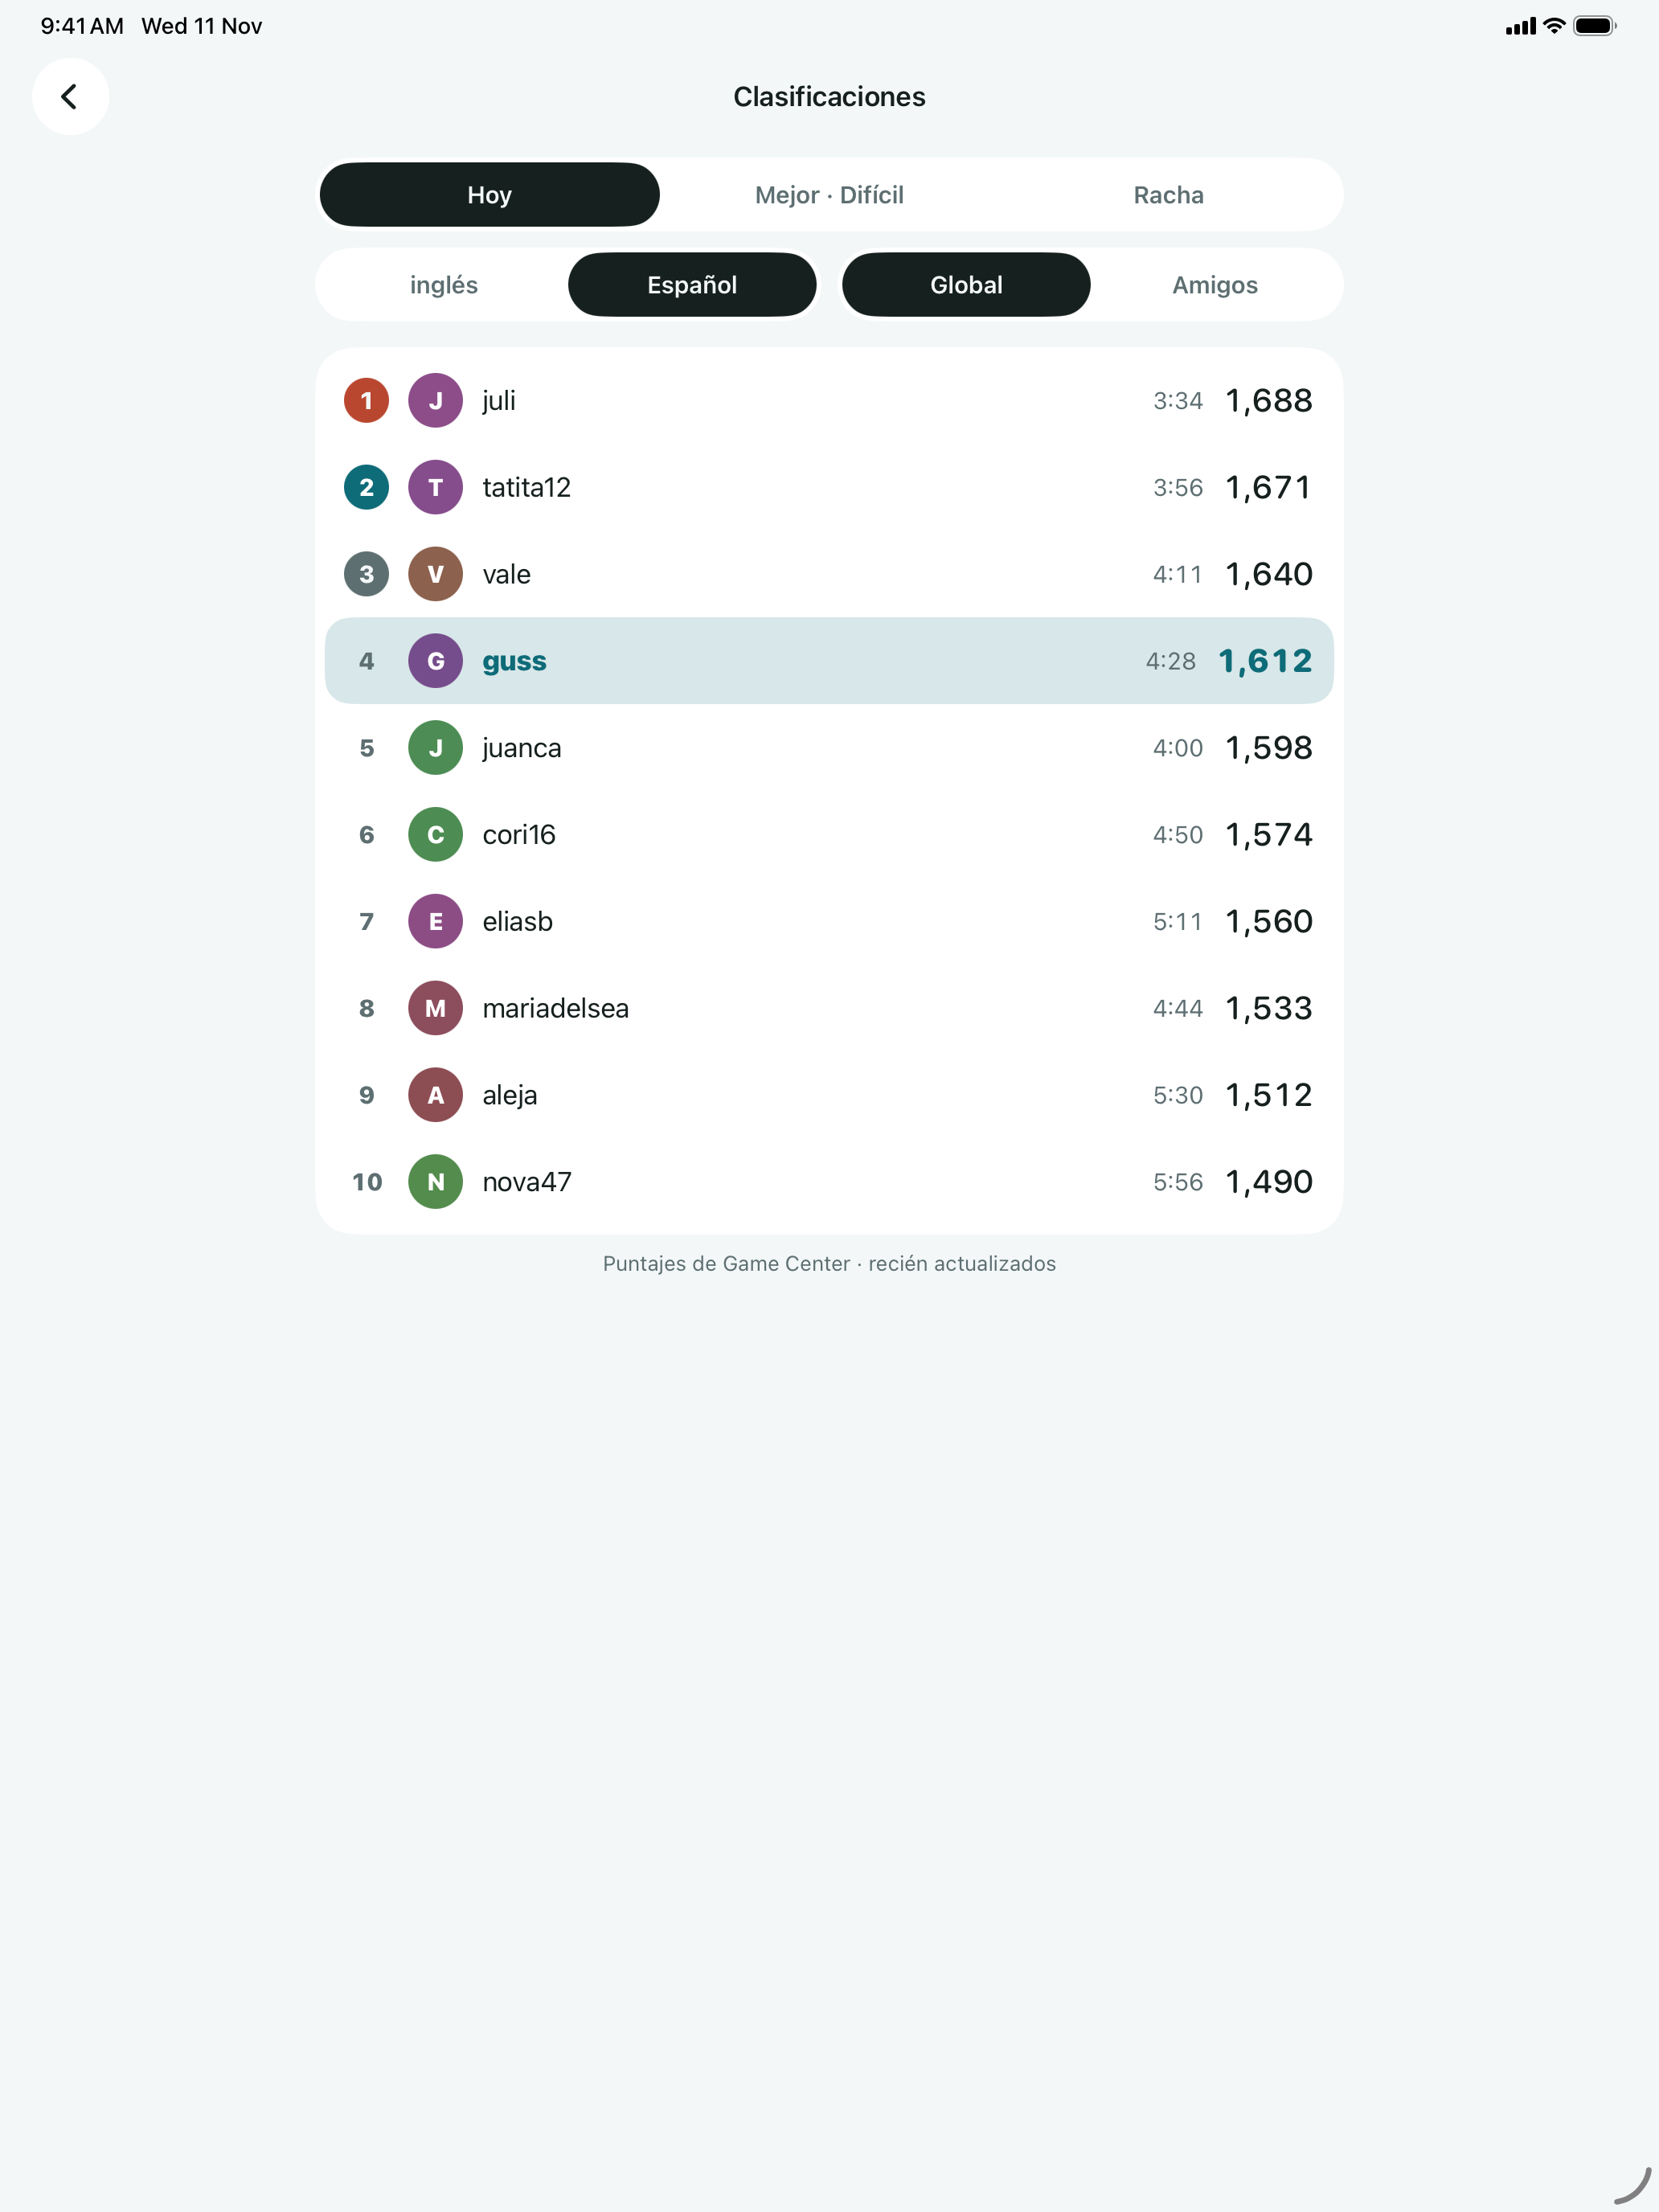 9:41 AM Wed 11 Nov
Clasificaciones
Hoy Mejor · Difícil Racha
inglés Español Global Amigos
1 J juli 3:34 1,688
2 T tatita12 3:56 1,671
3 V vale 4:11 1,640
4 G guss 4:28 1,612
5 J juanca 4:00 1,598
6 C cori16 4:50 1,574
7 E eliasb 5:11 1,560
8 M mariadelsea 4:44 1,533
9 A aleja 5:30 1,512
10 N nova47 5:56 1,490
Puntajes de Game Center · recién actualizados